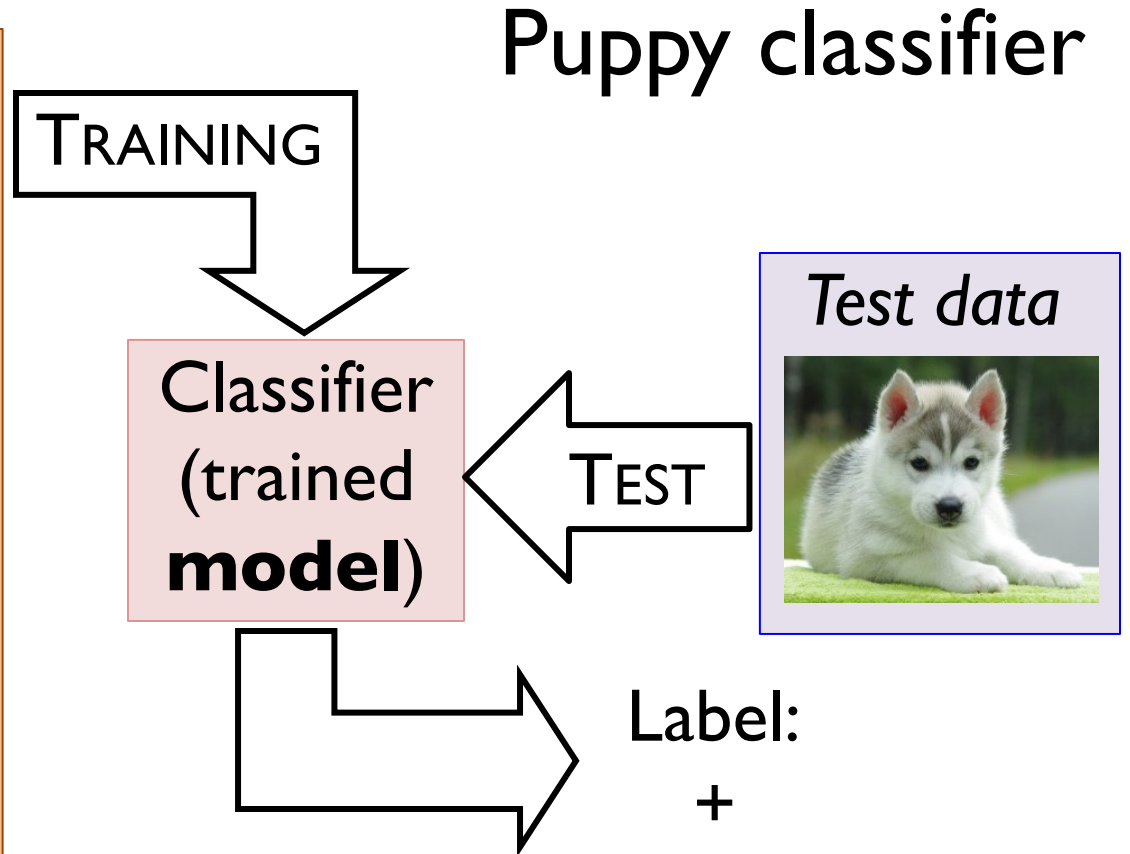 Puppy classifier
TRAINING
Test data
Classifier
(trained
model)
TEST
Label:
+